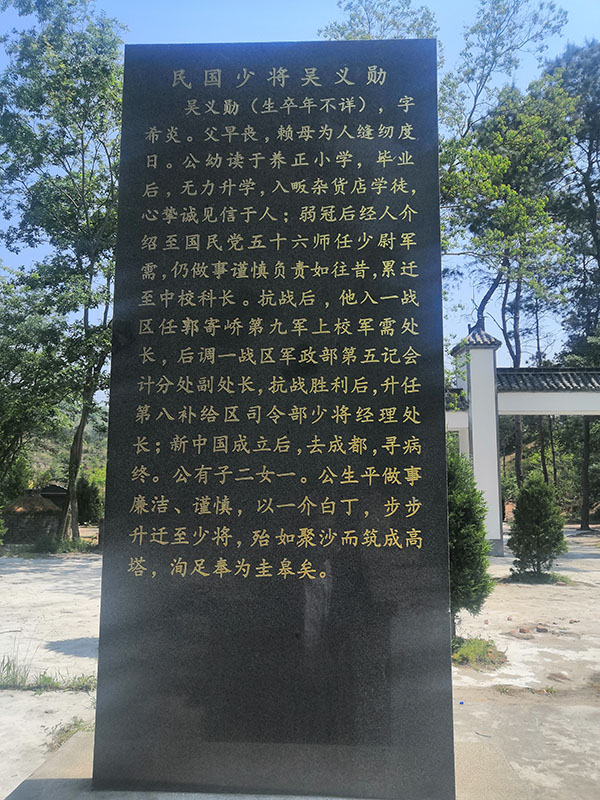 民国少将吴义勋
吴义勋（生卒年不详），字
希炎。父早丧，赖母为人缝纫度
日。公幼读于养正小学，毕业
后，无力升学，入畈杂货店学徒，
心挚诚见信于人；弱冠后经人介
绍至国民党五十六师任少尉军
需，仍做事谨慎负责如往昔，累迁
至中校科长。抗战后，他入一战
区任郭寄峤第九军上校军需处
长，后调一战区军政部第五记会
计分处副处长，抗战胜利后，升任
第八补给区司令部少将经理处
长；新中国成立后，去成都，寻病
终。公有子二女一。公生平做事
廉洁、谨慎，以一介白丁，步步
升迁至少将，殆如聚沙而筑成高
塔，洵足奉为圭皋矣。